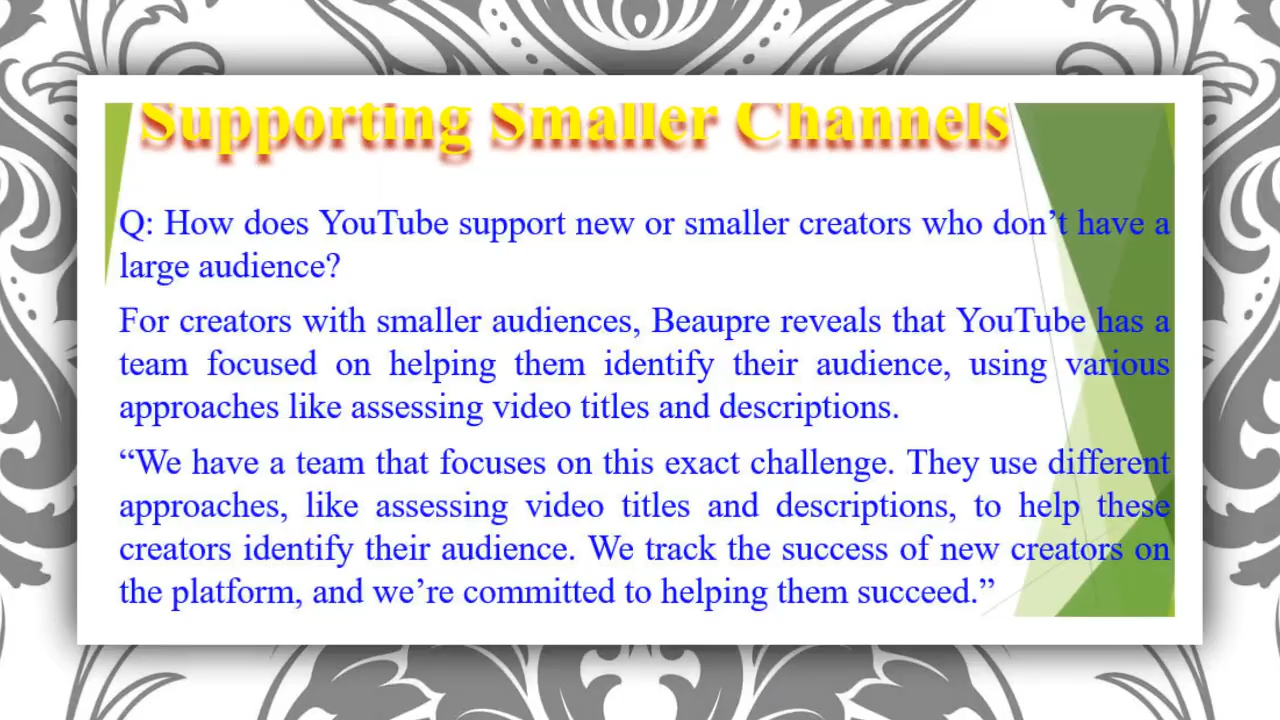 Supporting Smaller Channels
Q: How does YouTube support new or smaller creators who don’t have a
large audience?
For creators with smaller audiences, Beaupre reveals that YouTube has a
team focused on helping them identify their audience, using various
approaches like assessing video titles and descriptions.
“We have a team that focuses on this exact challenge. They use different
approaches, like assessing video titles and descriptions, to help these
creators identify their audience. We track the success of new creators on
the platform, and we’re committed to helping them succeed.”